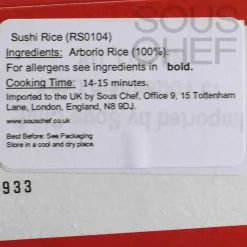 SOUS
CHEF
Sushi Rice (RS0104)
Ingredients: Arborio Rice (100%).
For allergens see ingredients in bold.
Cooking Time: 14-15 minutes.
Imported to the UK by Sous Chef, Office 9, 15 Tottenham
Lane, London, England, N8 9DJ.
www.souschef.co.uk
Best Before: See Packaging
Store in a cool and dry place.
933